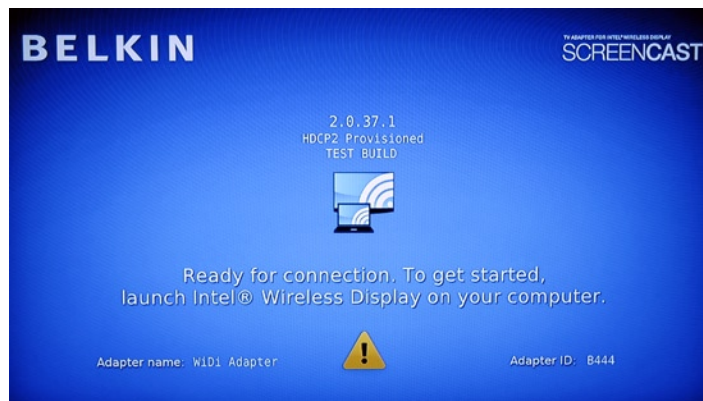 BELKIN
TV ADAPTER FOR INTEL® WIRELESS DISPLAY
SCREENCAST
2.0.37.1
HDCP2 Provisioned
TEST BUILD
Ready for connection. To get started,
launch Intel® Wireless Display on your computer.
Adapter name: WiDi Adapter
Adapter ID: B444